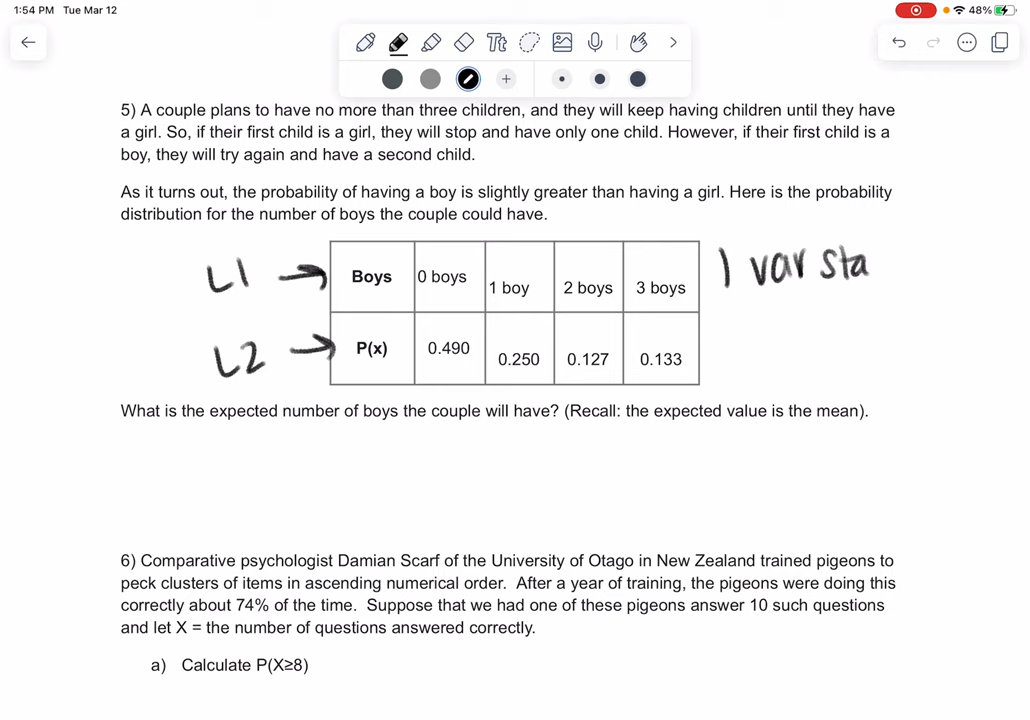 1:54 PM Tue Mar 12
48%
Tt
5) A couple plans to have no more than three children, and they will keep having children until they have
a girl. So, if their first child is a girl, they will stop and have only one child. However, if their first child is a
boy, they will try again and have a second child.
As it turns out, the probability of having a boy is slightly greater than having a girl. Here is the probability
distribution for the number of boys the couple could have.
L1 → Boys 0 boys 1 boy 2 boys 3 boys 1 var sta
L2 → P(x) 0.490 0.250 0.127 0.133
What is the expected number of boys the couple will have? (Recall: the expected value is the mean).
6) Comparative psychologist Damian Scarf of the University of Otago in New Zealand trained pigeons to
peck clusters of items in ascending numerical order. After a year of training, the pigeons were doing this
correctly about 74% of the time. Suppose that we had one of these pigeons answer 10 such questions
and let X = the number of questions answered correctly.
a) Calculate P(X≥8)